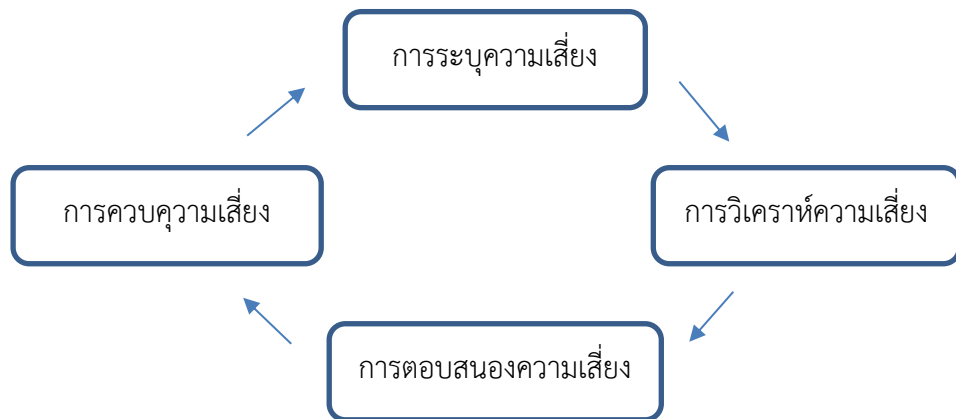 การระบุความเสี่ยง
การวิเคราะห์ความเสี่ยง
การตอบสนองความเสี่ยง
การควบคุวามเสี่ยง